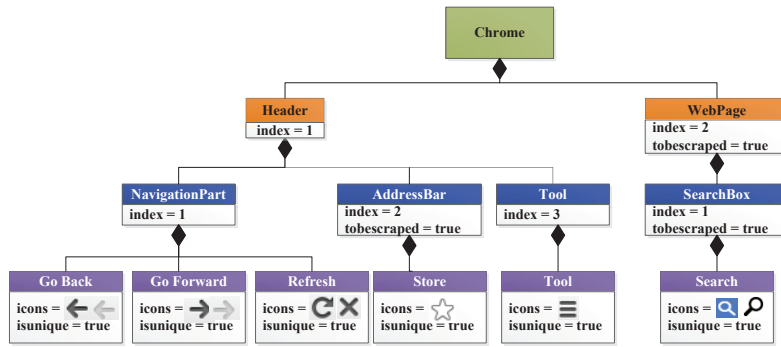 Chrome
Header
index = 1
WebPage
index = 2
tobescraped = true
NavigationPart
index = 1
AddressBar
index = 2
tobescraped = true
Tool
index = 3
SearchBox
index = 1
tobescraped = true
Go Back
icons =
isunique = true
Go Forward
icons =
isunique = true
Refresh
icons =
isunique = true
Store
icons =
isunique = true
Tool
icons =
isunique = true
Search
icons =
isunique = true